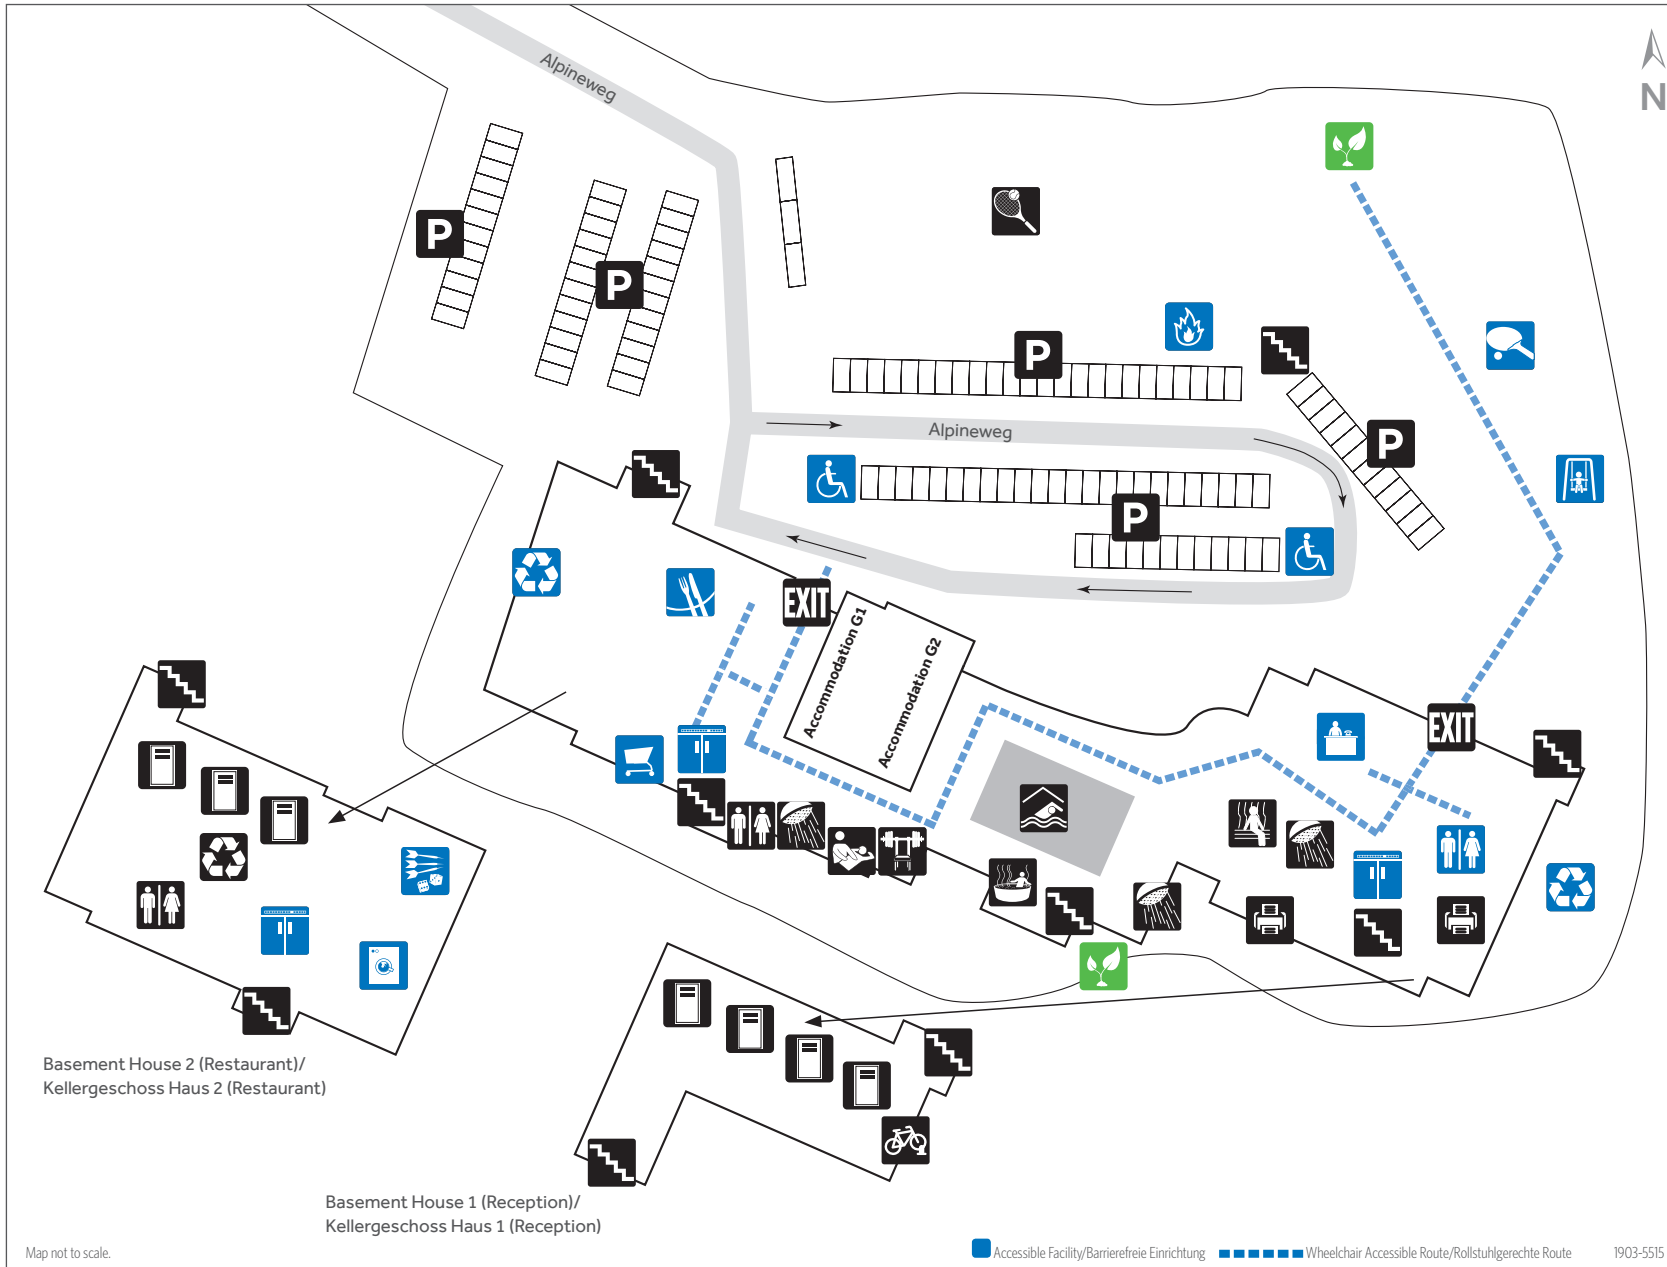 Alpineweg
N
P
P
P
Alpineweg
P
P
EXIT
Accommodation G1
Accommodation G2
EXIT
Basement House 2 (Restaurant)/
Kellergeschoss Haus 2 (Restaurant)
Basement House 1 (Reception)/
Kellergeschoss Haus 1 (Reception)
Map not to scale.
Accessible Facility/Barrierefreie Einrichtung
Wheelchair Accessible Route/Rollstuhlgerechte Route
1903-5515